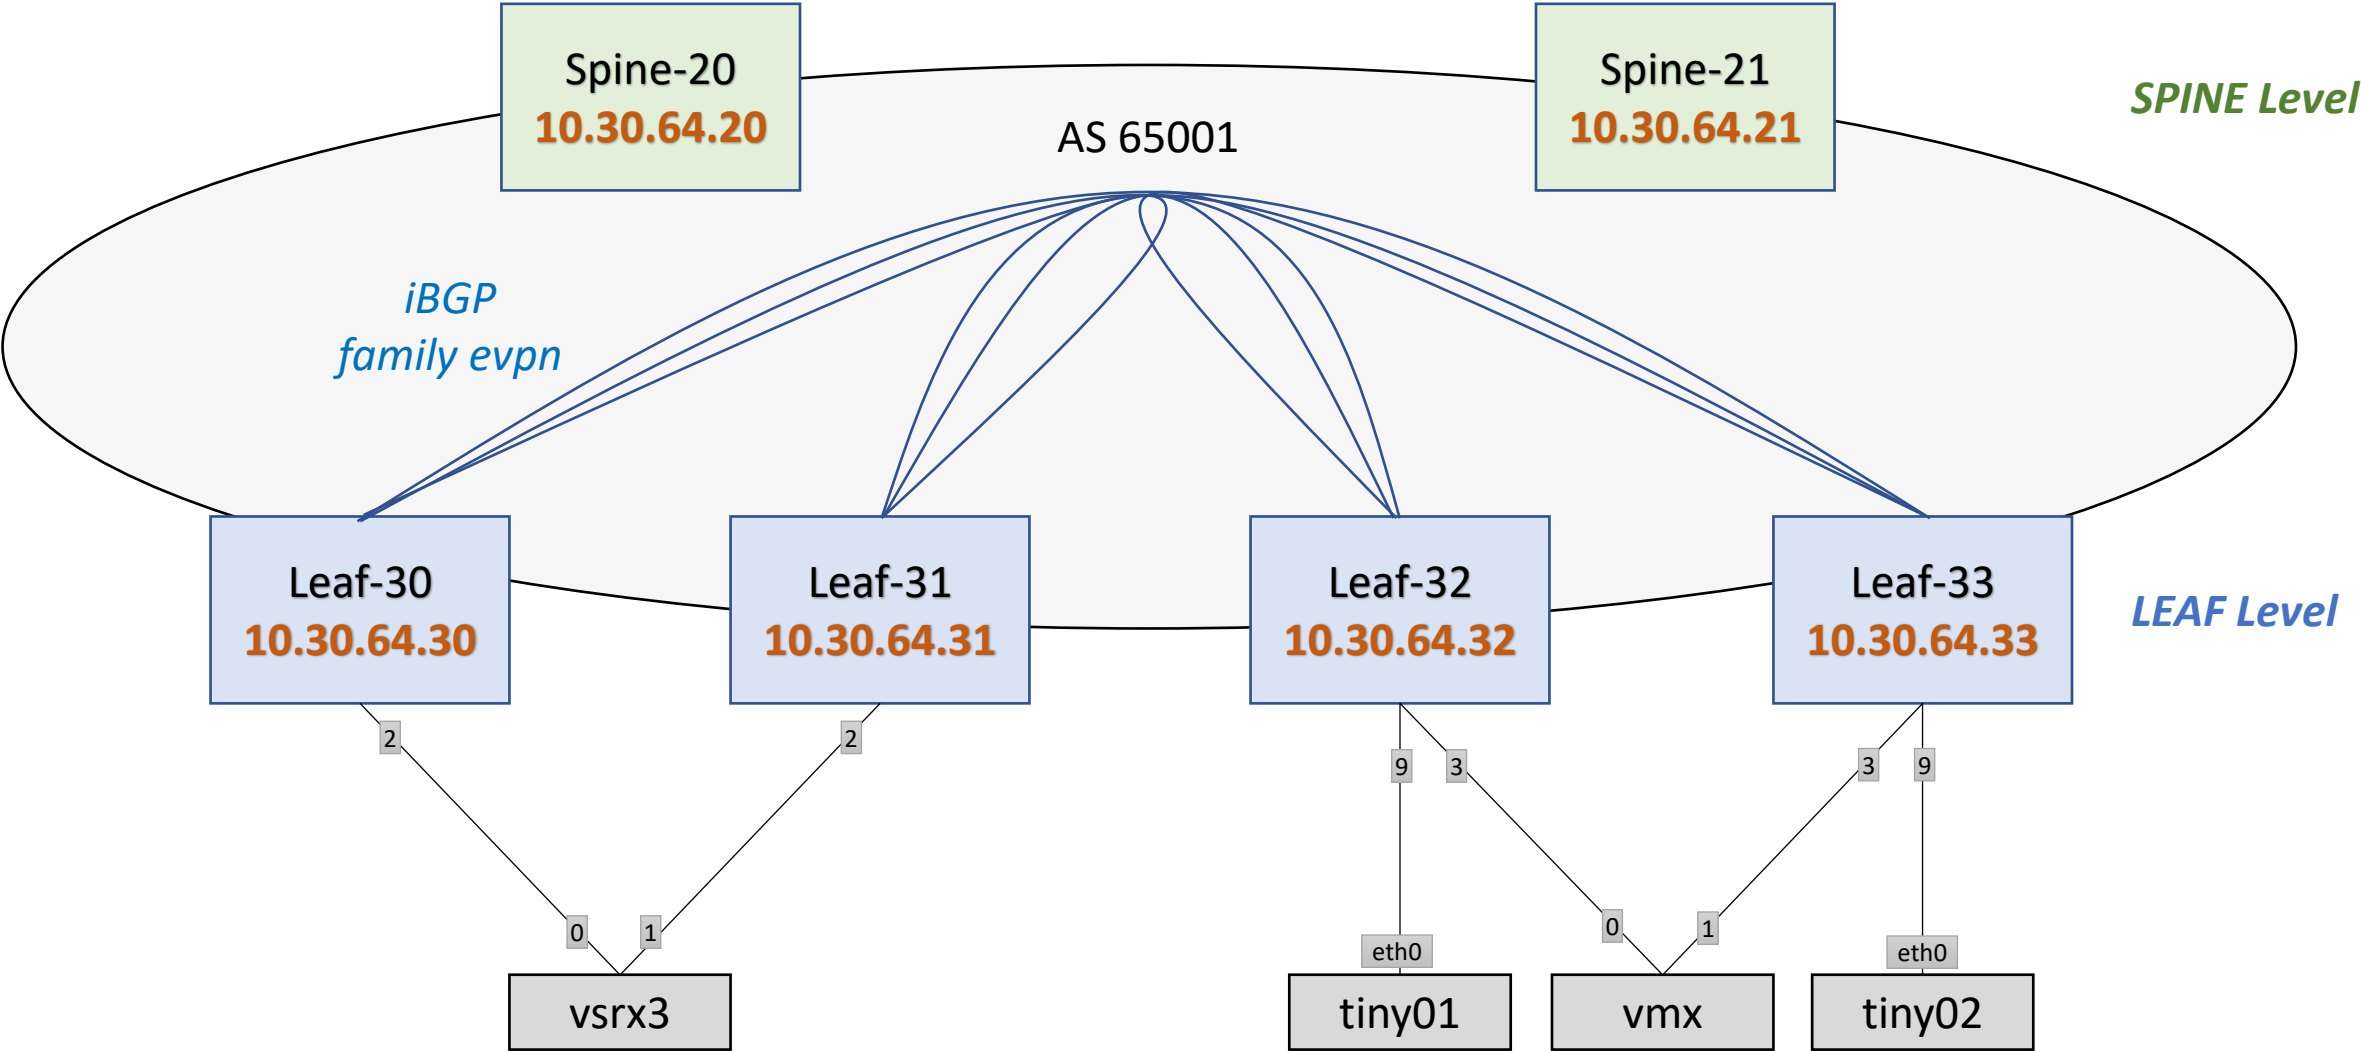 Spine-20
10.30.64.20
Spine-21
10.30.64.21
SPINE Level
AS 65001
iBGP
family evpn
Leaf-30
10.30.64.30
Leaf-31
10.30.64.31
Leaf-32
10.30.64.32
Leaf-33
10.30.64.33
LEAF Level
2
2
9
3
3
9
0
1
0
1
eth0
eth0
vsrx3
tiny01
vmx
tiny02